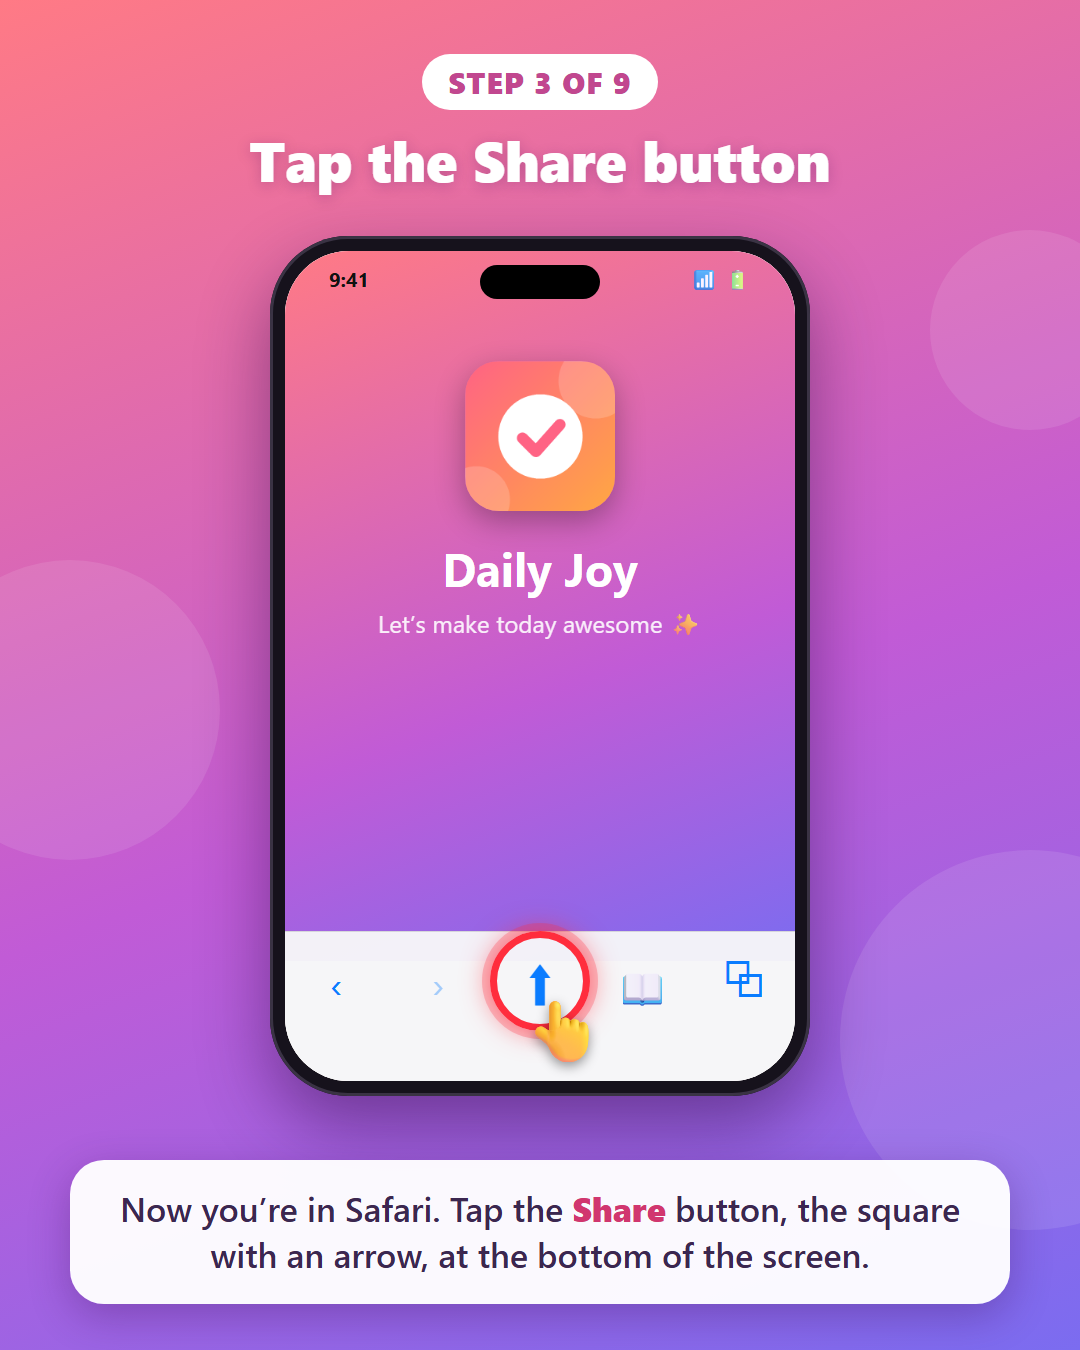 STEP 3 OF 9
Tap the Share button
9:41
Daily Joy
Let’s make today awesome ✨
Now you’re in Safari. Tap the Share button, the square
with an arrow, at the bottom of the screen.